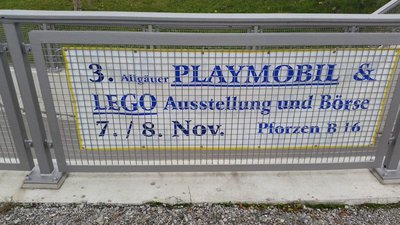 3. Allgäuer PLAYMOBIL &
LEGO Ausstellung und Börse
7. / 8. Nov. Pforzen B 16